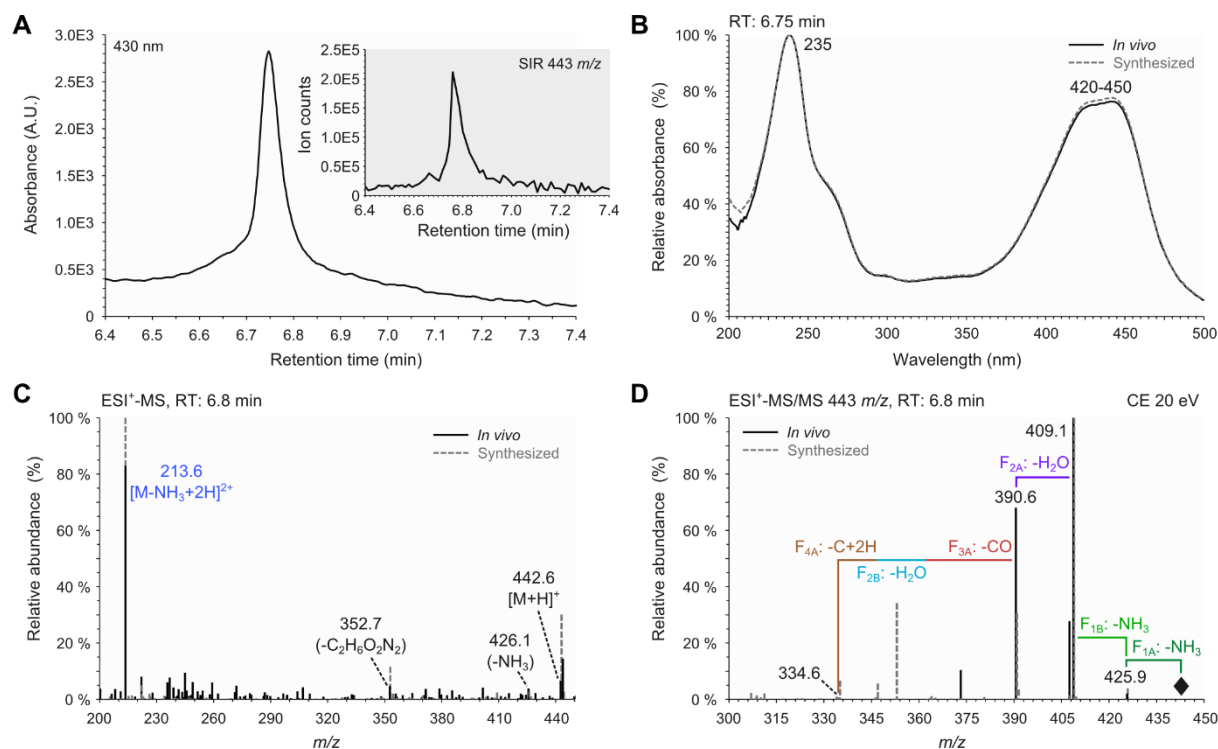 A
430 nm
3.0E3
2.5E3
2.0E3
1.5E3
1.0E3
0.5E3
0
Absorbance (A.U.)
6.4 6.5 6.6 6.7 6.8 6.9 7.0 7.1 7.2 7.3 7.4
Retention time (min)
SIR 443 m/z
2.5E5
2.0E5
1.5E5
1.0E5
0.5E5
0
Ion counts
6.4 6.6 6.8 7.0 7.2 7.4
Retention time (min)
B
RT: 6.75 min
100 %
80 %
60 %
40 %
20 %
0 %
Relative absorbance (%)
235
420-450
In vivo
Synthesized
200 250 300 350 400 450 500
Wavelength (nm)
C
ESI⁺-MS, RT: 6.8 min
100 %
80 %
60 %
40 %
20 %
0 %
Relative abundance (%)
In vivo
Synthesized
213.6
[M-NH₃+2H]²⁺
352.7
(-C₂H₆O₂N₂)
426.1
(-NH₃)
442.6
[M+H]⁺
200 230 260 290 320 350 380 410 440
m/z
D
ESI⁺-MS/MS 443 m/z, RT: 6.8 min
CE 20 eV
100 %
80 %
60 %
40 %
20 %
0 %
Relative abundance (%)
In vivo
Synthesized
409.1
F₂A: -H₂O
390.6
F₄A: -C+2H
F₃A: -CO
F₂B: -H₂O
F₁B: -NH₃
F₁A: -NH₃
334.6
425.9
300 315 330 345 360 375 390 405 420 435 450
m/z